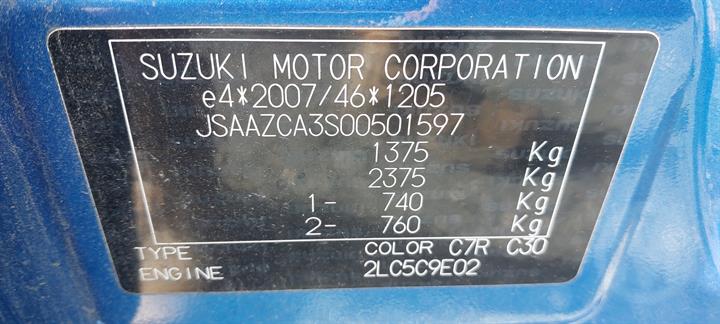 SUZUKI MOTOR CORPORATION
e4*2007/46*1205
JSAAZCA3S00501597
1375 Kg
2375 Kg
1- 740 Kg
2- 760 Kg
TYPE COLOR C7R C30
ENGINE 2LC5C9E02